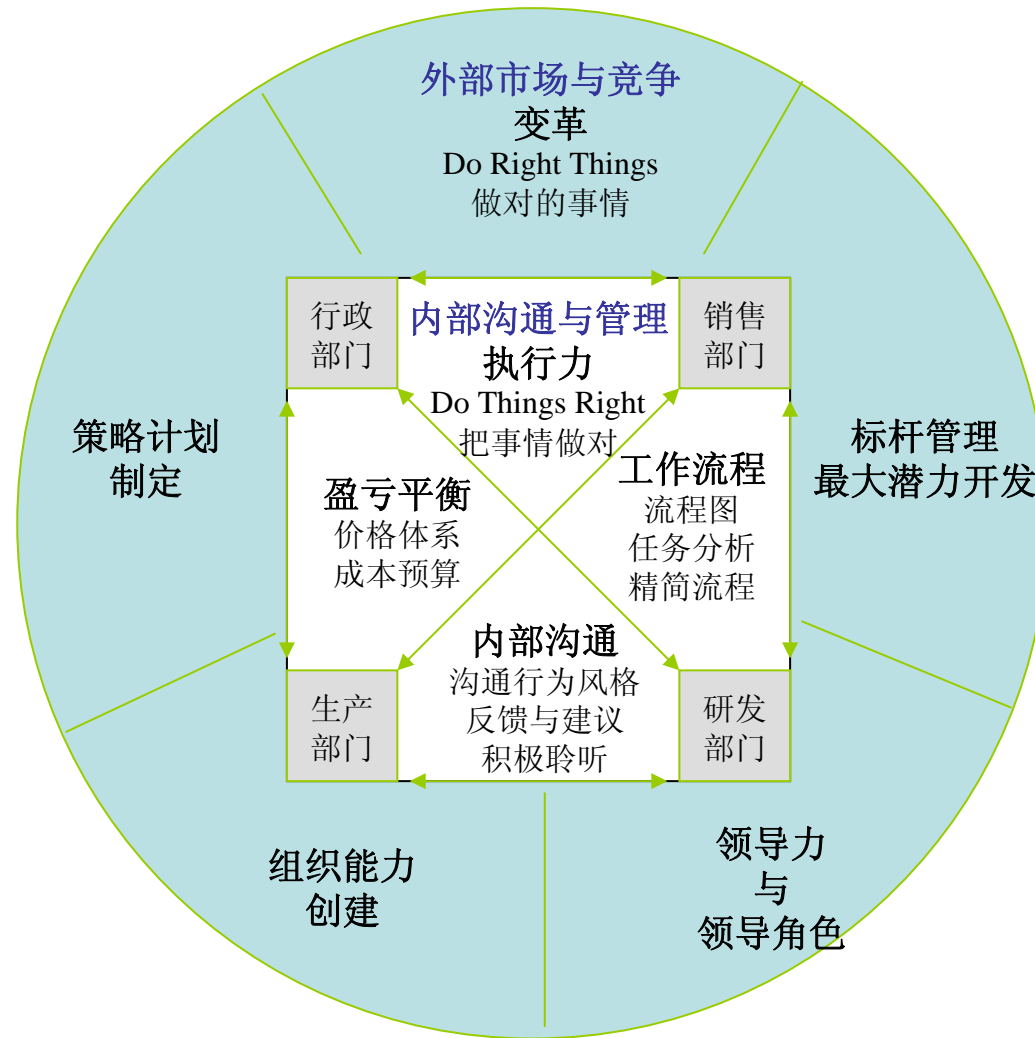 外部市场与竞争
变革
Do Right Things
做对的事情
行政
部门
内部沟通与管理
执行力
Do Things Right
把事情做对
销售
部门
策略计划
制定
标杆管理
最大潜力开发
盈亏平衡
价格体系
成本预算
工作流程
流程图
任务分析
精简流程
内部沟通
沟通行为风格
反馈与建议
积极聆听
生产
部门
研发
部门
组织能力
创建
领导力
与
领导角色